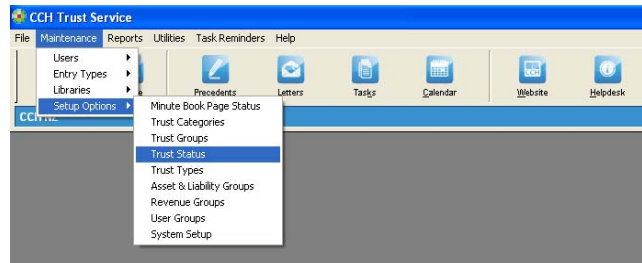 CCH Trust Service
File Maintenance Reports Utilities Task Reminders Help
Users
Entry Types
Libraries
Setup Options
Precedents Letters Tasks Calendar Website Helpdesk
Minute Book Page Status
Trust Categories
Trust Groups
Trust Status
Trust Types
Asset & Liability Groups
Revenue Groups
User Groups
System Setup